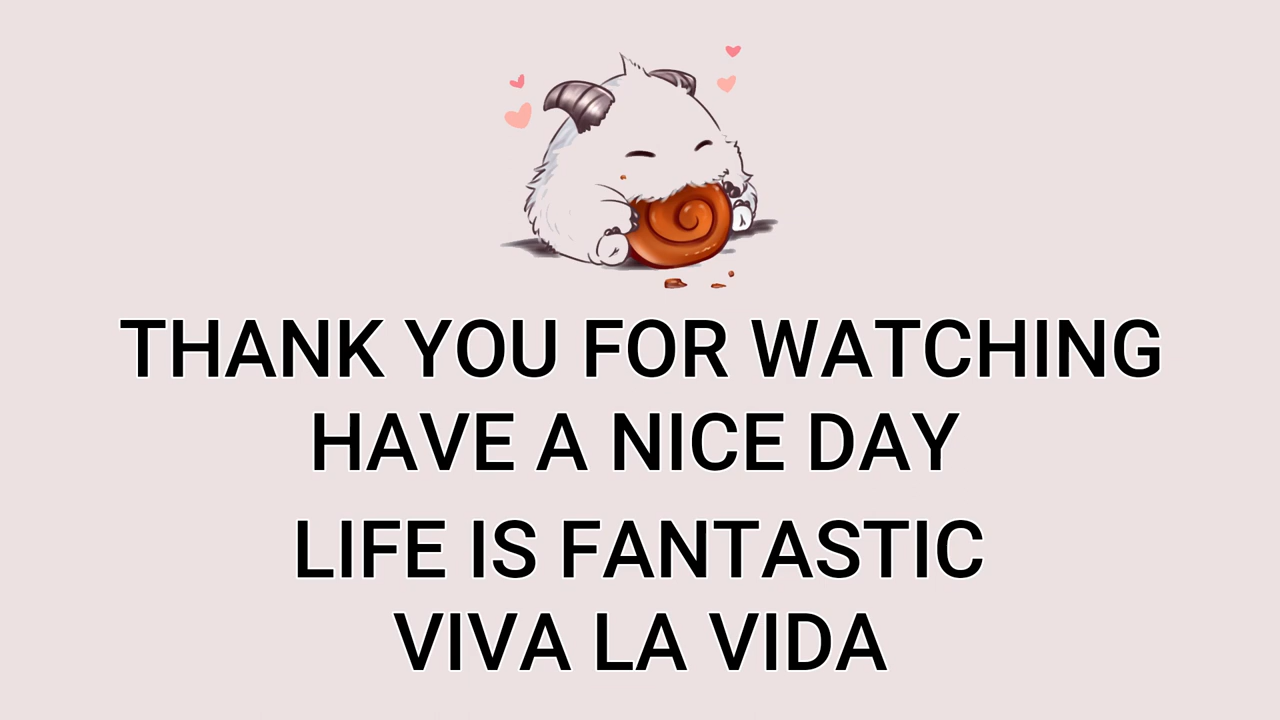 THANK YOU FOR WATCHING
HAVE A NICE DAY
LIFE IS FANTASTIC
VIVA LA VIDA